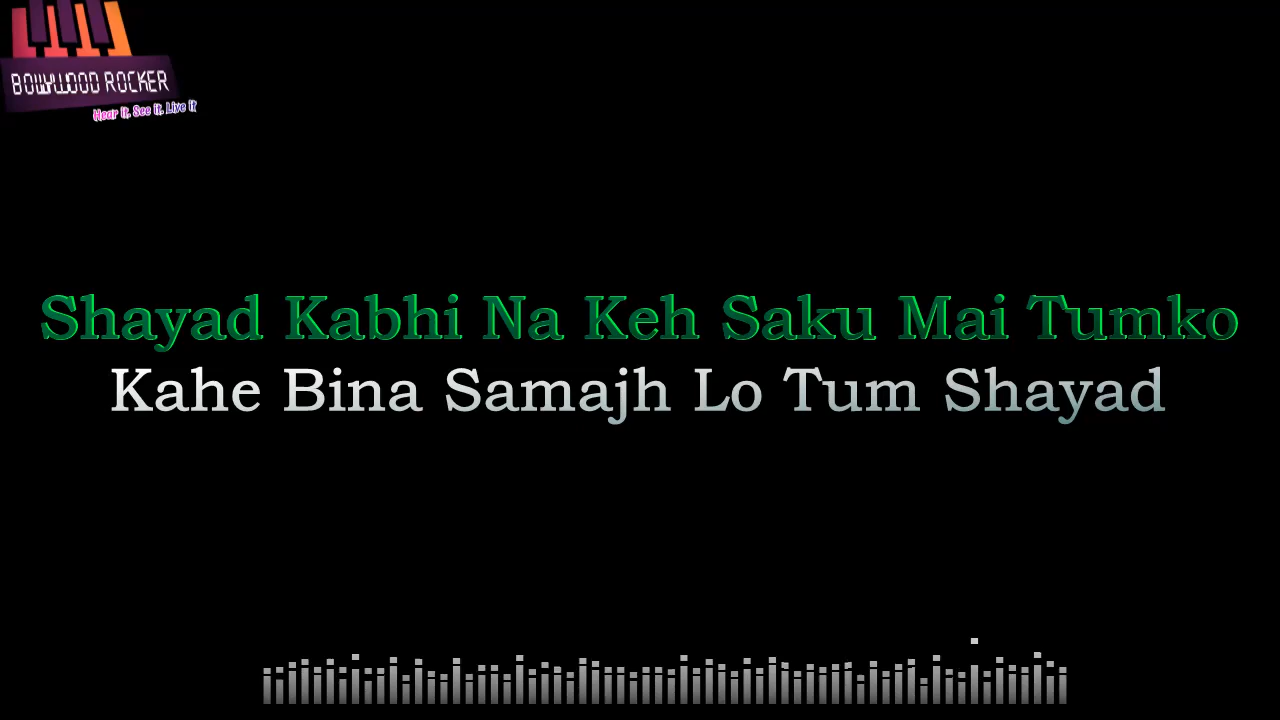 BOLLYWOOD ROCKER
Hear it, See it, Live it
Shayad Kabhi Na Keh Saku Mai Tumko
Kahe Bina Samajh Lo Tum Shayad